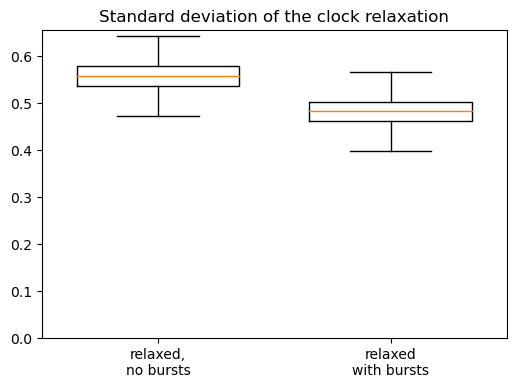 Standard deviation of the clock relaxation
0.6
0.5
0.4
0.3
0.2
0.1
0.0
relaxed,
no bursts
relaxed
with bursts